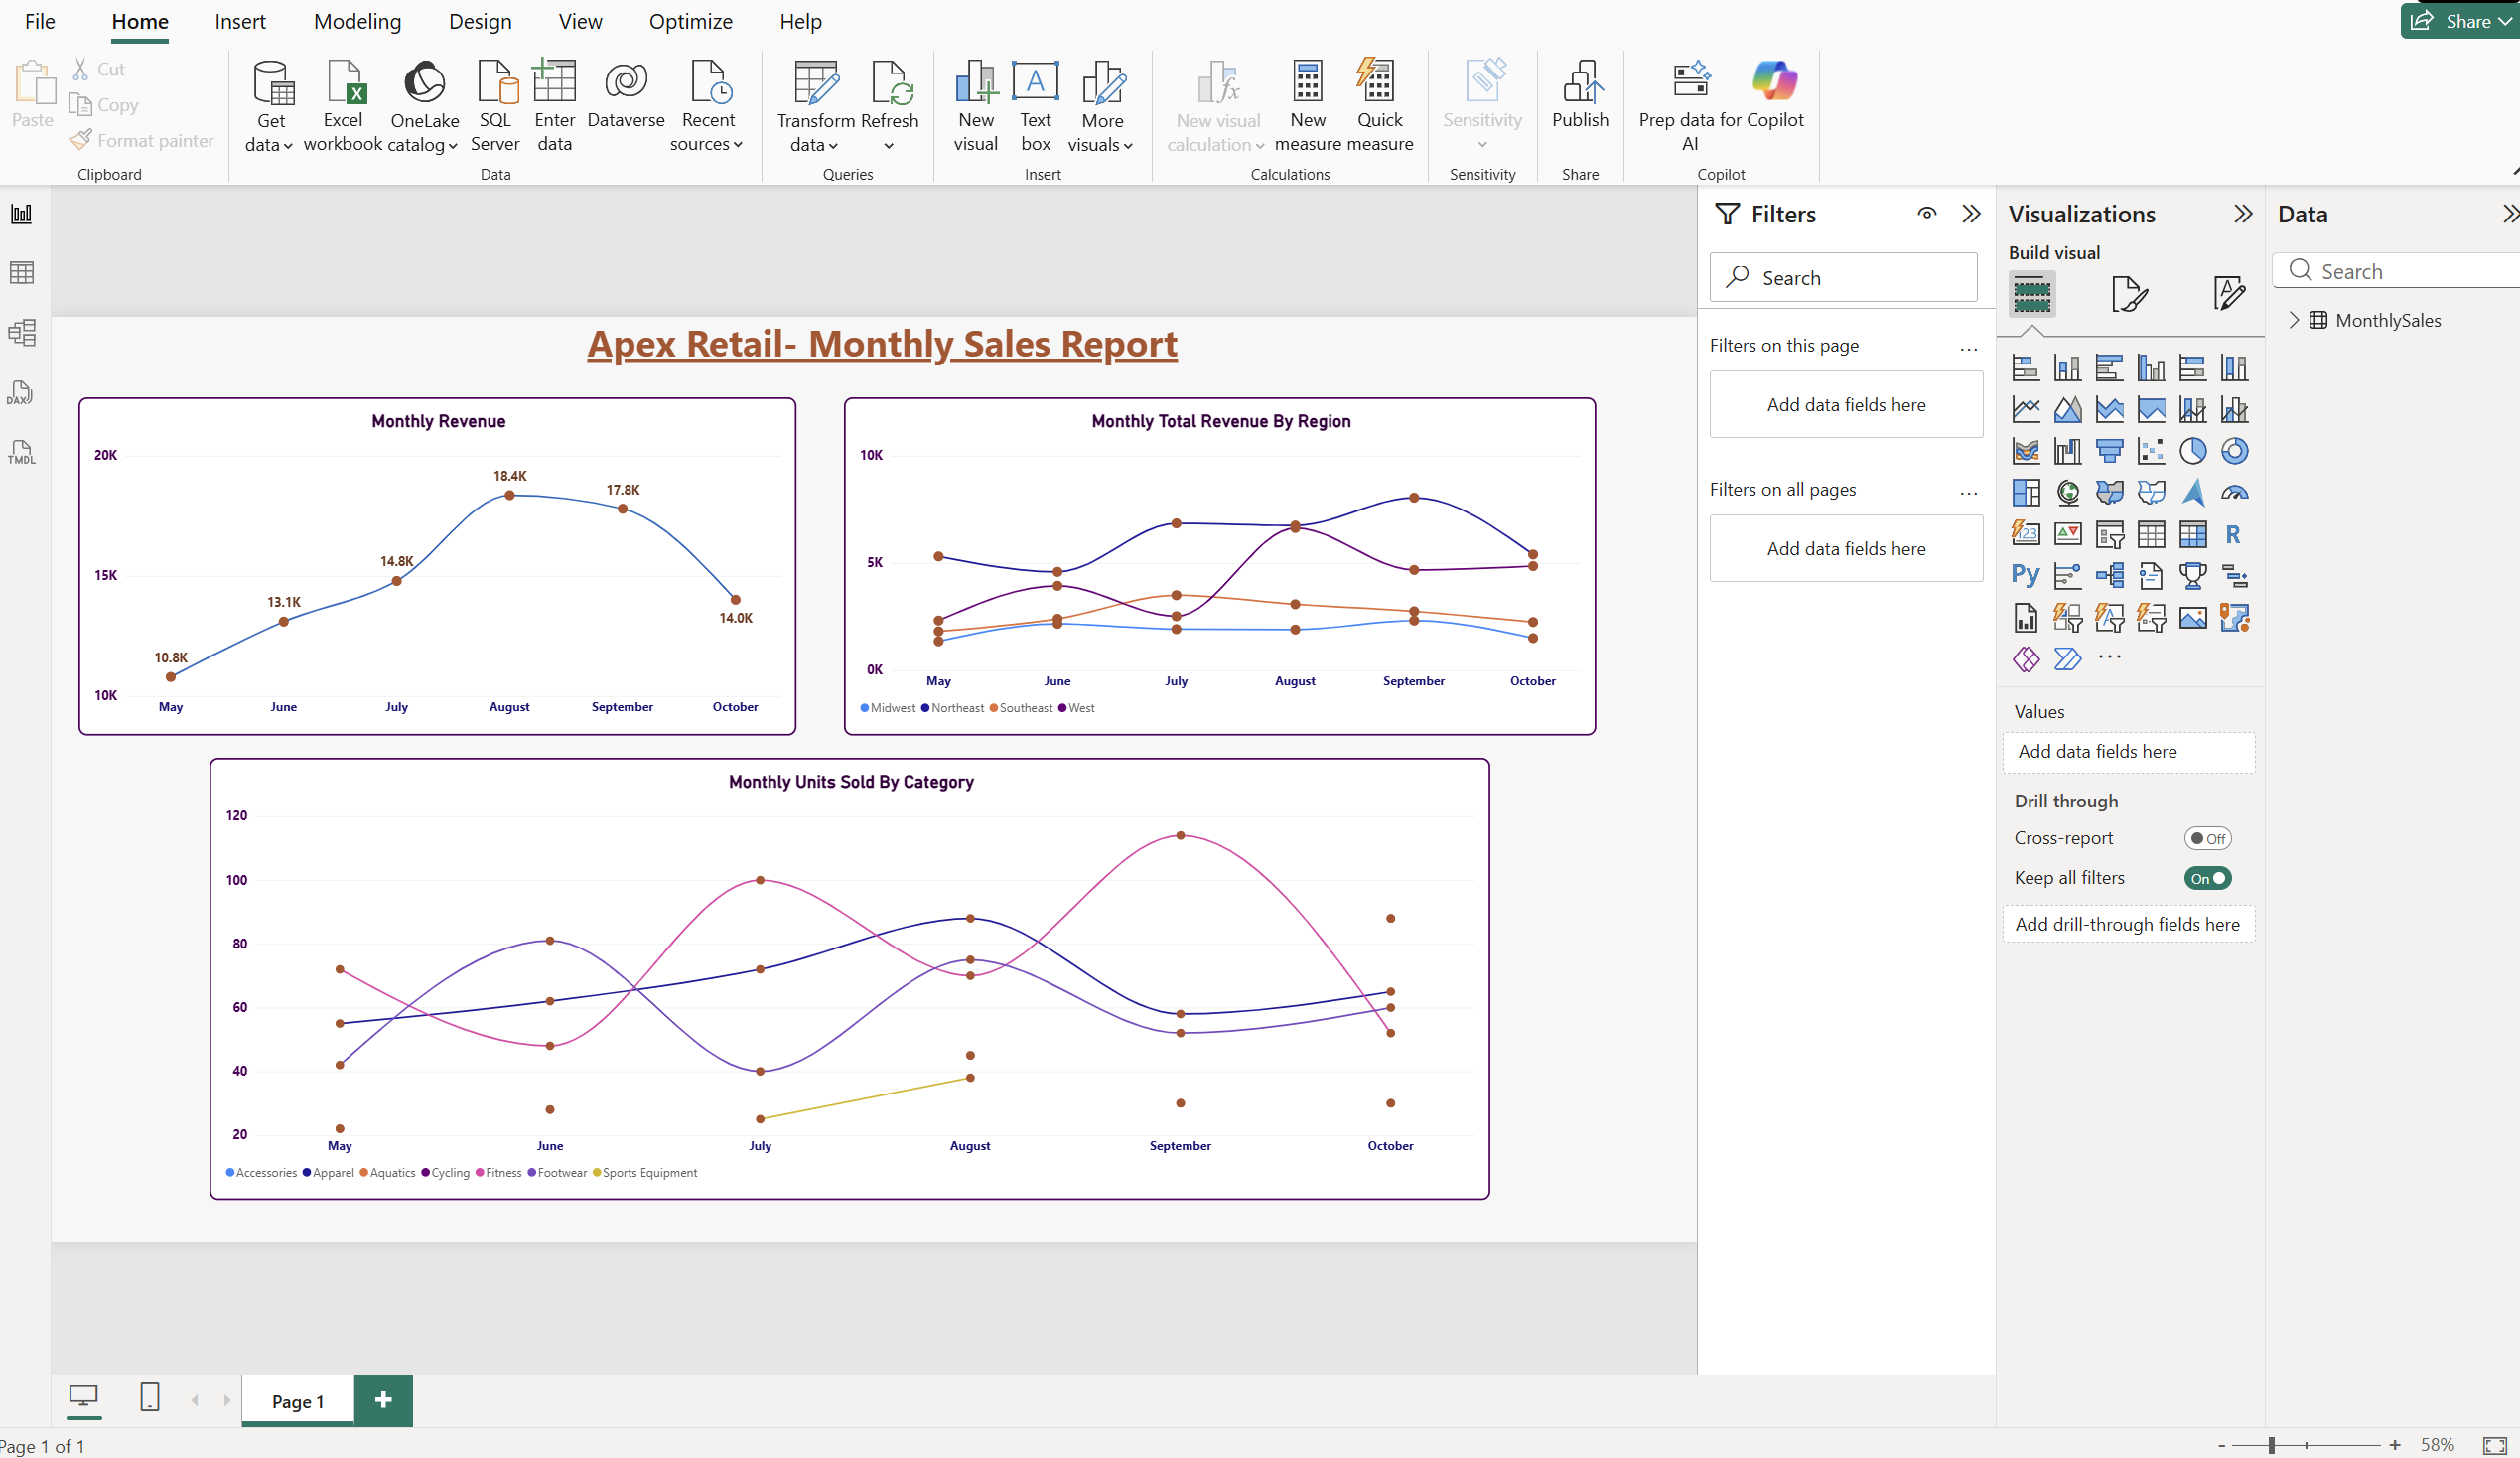 File Home Insert Modeling Design View Optimize Help
Share
Paste
Cut
Copy
Format painter
Clipboard
Get data
Excel workbook
OneLake catalog
SQL Server
Enter data
Dataverse
Recent sources
Data
Transform data
Refresh
Queries
New visual
Text box
More visuals
Insert
New visual calculation
New measure
Quick measure
Calculations
Sensitivity
Sensitivity
Publish
Share
Prep data for AI
Copilot
Copilot
DAX
TMDL
Apex Retail- Monthly Sales Report
Monthly Revenue
20K
15K
10K
10.8K
13.1K
14.8K
18.4K
17.8K
14.0K
May June July August September October
Monthly Total Revenue By Region
10K
5K
0K
May June July August September October
Midwest Northeast Southeast West
Monthly Units Sold By Category
120
100
80
60
40
20
May June July August September October
Accessories Apparel Aquatics Cycling Fitness Footwear Sports Equipment
Filters
Search
Filters on this page
...
Add data fields here
Filters on all pages
...
Add data fields here
Visualizations
Build visual
123
R
Py
...
Values
Add data fields here
Drill through
Cross-report
Off
Keep all filters
On
Add drill-through fields here
Data
Search
MonthlySales
Page 1
+
Page 1 of 1
- + 58%